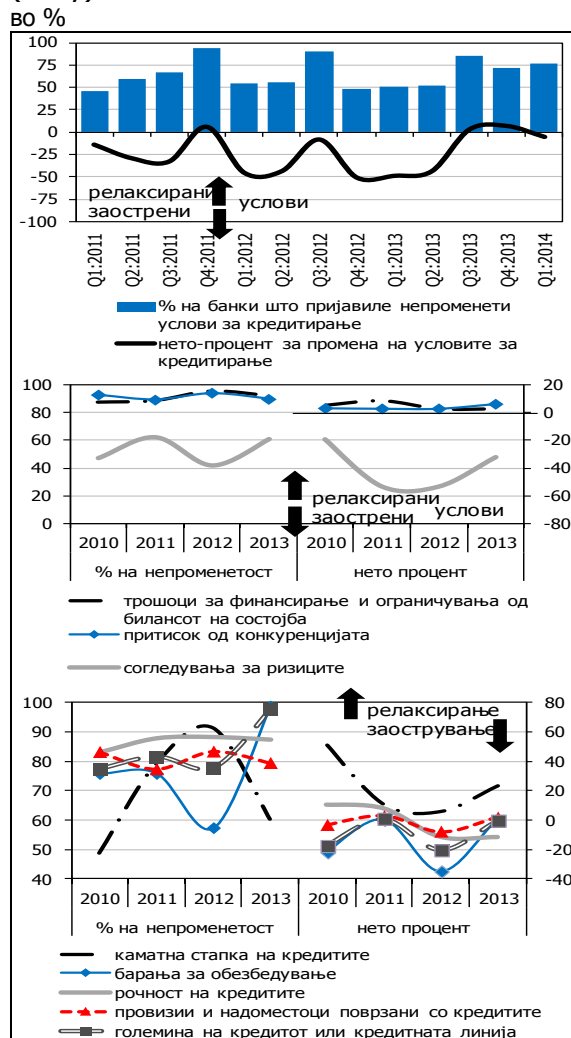 во %
100
75
50
25
0
-25
-50
-75
-100
релаксирани
заострени
услови
Q1:2011
Q2:2011
Q3:2011
Q4:2011
Q1:2012
Q2:2012
Q3:2012
Q4:2012
Q1:2013
Q2:2013
Q3:2013
Q4:2013
Q1:2014
% на банки што пријавиле непроменети
услови за кредитирање
нето-процент за промена на условите за
кредитирање
100
80
60
40
20
0
20
0
-20
-40
-60
-80
релаксирани
заострени
услови
2010 2011 2012 2013 2010 2011 2012 2013
% на непроменетост нето процент
трошоци за финансирање и ограничувања од
билансот на состојба
притисок од конкуренцијата
согледувања за ризиците
100
90
80
70
60
50
40
80
60
40
20
0
-20
-40
релаксирање
заострување
2010 2011 2012 2013 2010 2011 2012 2013
% на непроменетост нето процент
каматна стапка на кредитите
барања за обезбедување
рочност на кредитите
провизии и надоместоци поврзани со кредитите
големина на кредитот или кредитната линија